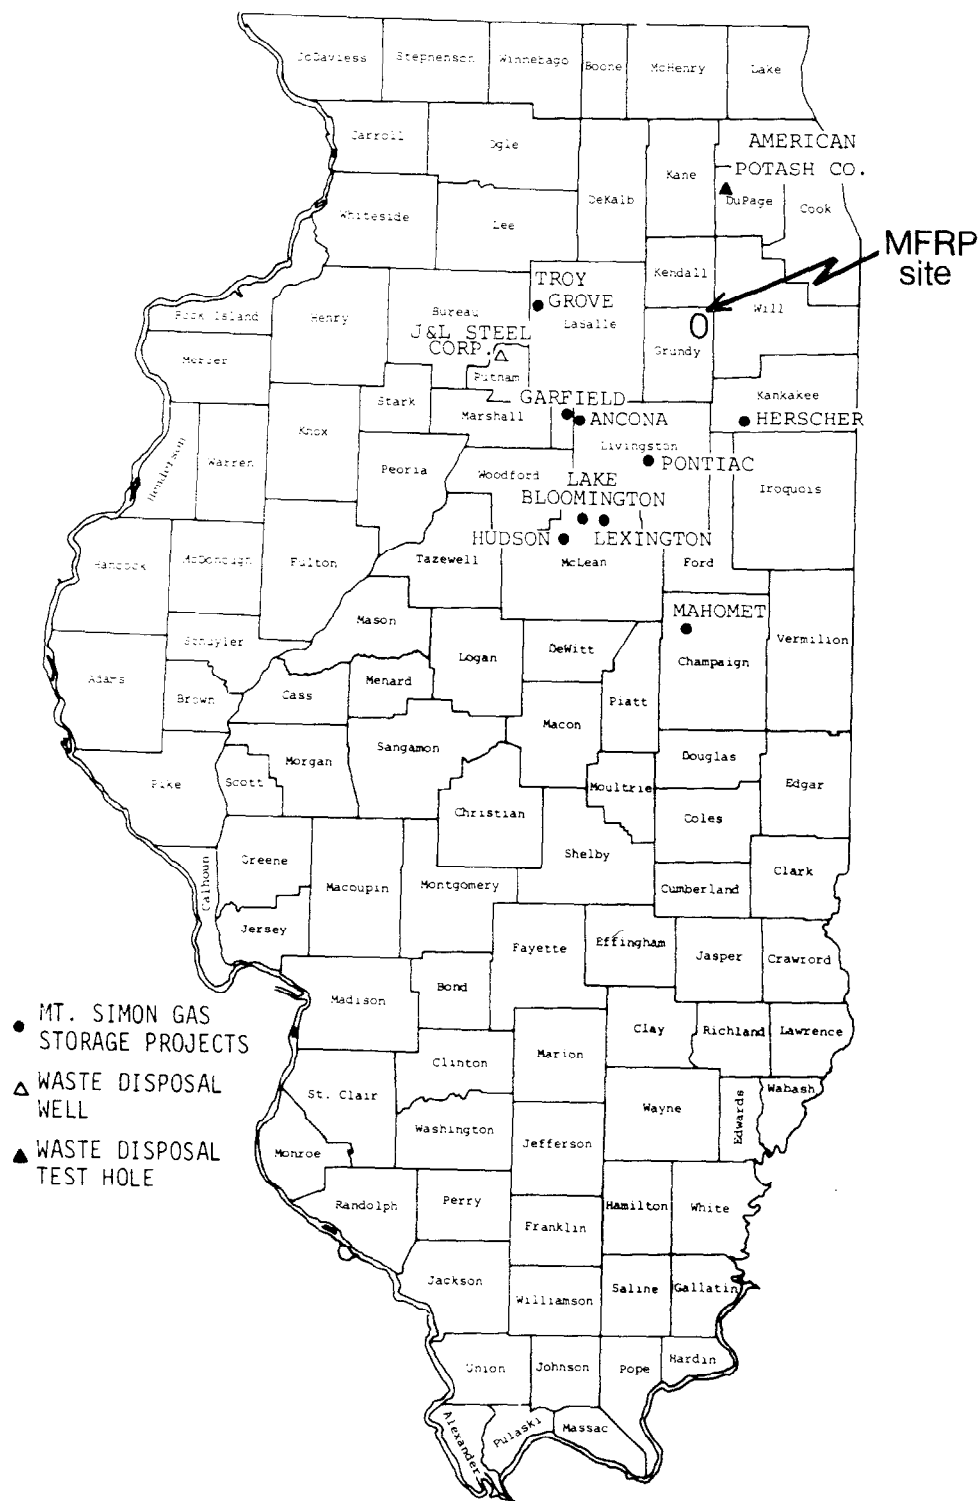 JoDaviess
Stephenson
Winnebago
Boone
McHenry
Lake
Carroll
Ogle
AMERICAN
POTASH CO.
Kane
DeKalb
DuPage
Cook
Whiteside
Lee
MFRP
site
Kendall
TROY
GROVE
Will
Rock Island
Henry
Bureau
LaSalle
J&L STEEL
CORP.
Grundy
Mercer
Putnam
Kankakee
Stark
GARFIELD
Marshall
ANCONA
HERSCHER
Knox
Livingston
Henderson
Warren
Peoria
Woodford
PONTIAC
LAKE
BLOOMINGTON
Iroquois
HUDSON
LEXINGTON
Hancock
McDonough
Fulton
Tazewell
McLean
Ford
MAHOMET
Mason
Schuyler
Logan
DeWitt
Vermilion
Champaign
Adams
Brown
Cass
Menard
Piatt
Macon
Sangamon
Morgan
Douglas
Pike
Scott
Moultrie
Edgar
Christian
Coles
Greene
Shelby
Calhoun
Macoupin
Montgomery
Cumberland
Clark
Jersey
Fayette
Effingham
Jasper
Crawford
Madison
Bond
MT. SIMON GAS
STORAGE PROJECTS
Clay
Richland
Lawrence
Clinton
Marion
WASTE DISPOSAL
WELL
St. Clair
Wayne
Edwards
Wabash
Washington
Jefferson
WASTE DISPOSAL
TEST HOLE
Monroe
Randolph
Perry
Hamilton
White
Franklin
Jackson
Williamson
Saline
Gallatin
Union
Johnson
Pope
Hardin
Alexander
Pulaski
Massac